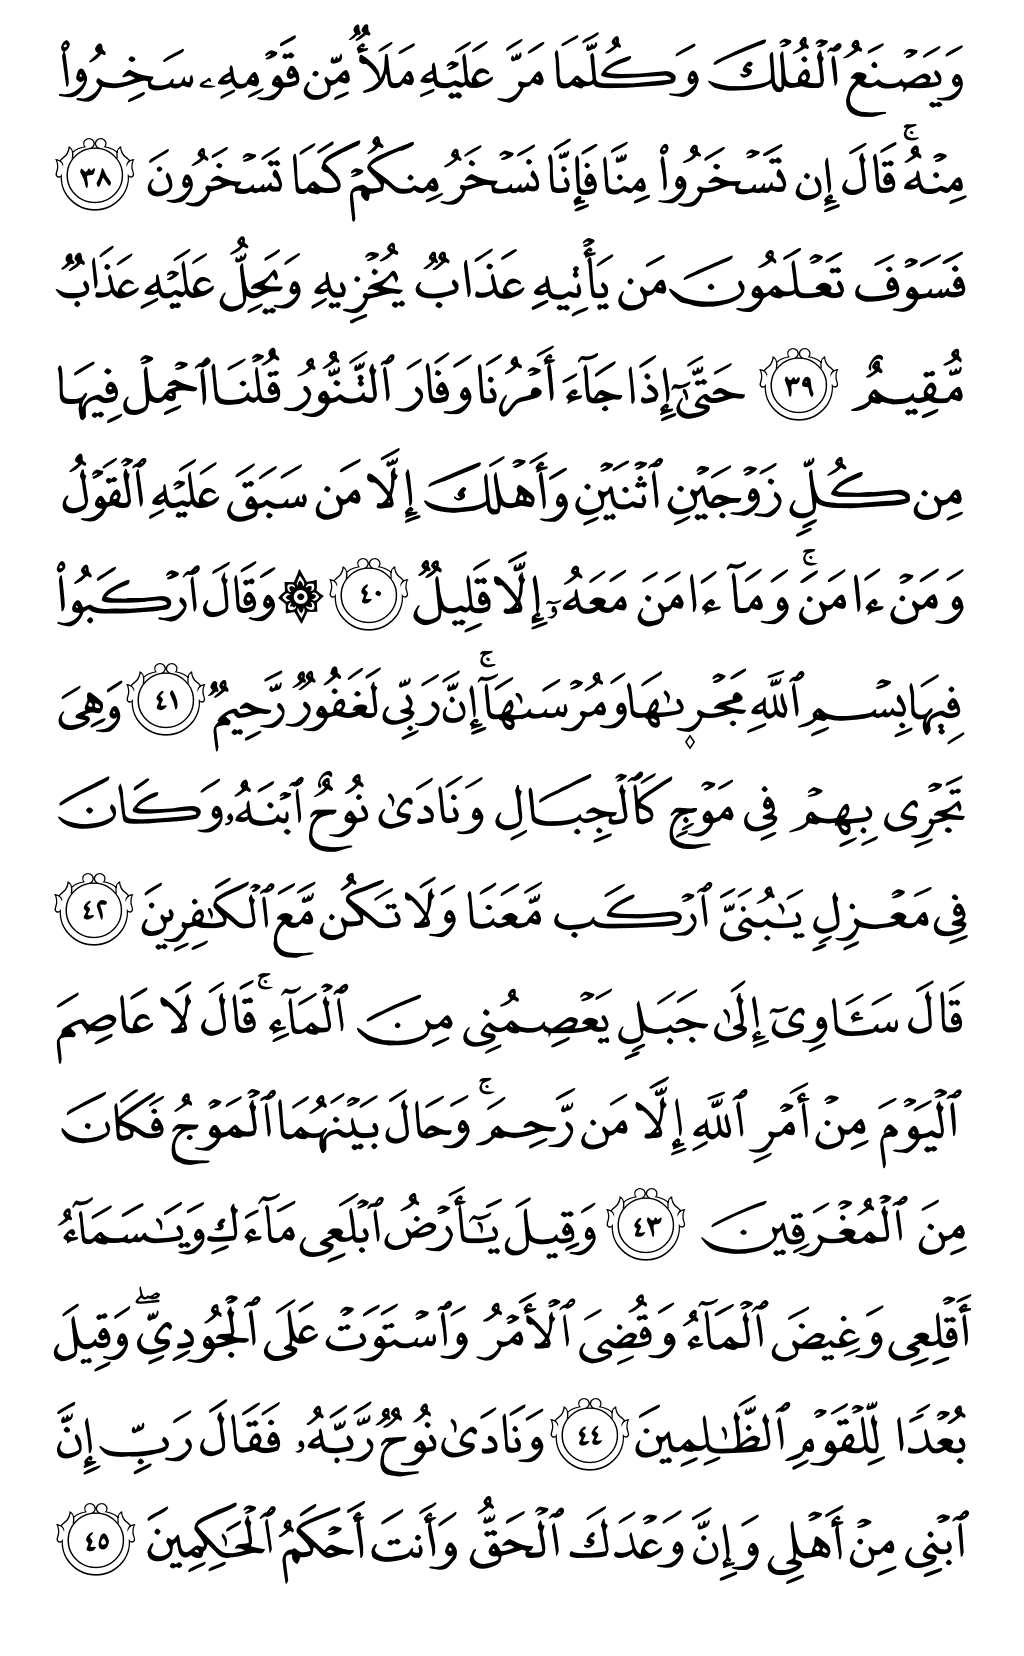 وَيَصۡنَعُ ٱلۡفُلۡكَ وَكُلَّمَا مَرَّ عَلَيۡهِ مَلَأٞ مِّن قَوۡمِهِۦ سَخِرُواْ
مِنۡهُۚ قَالَ إِن تَسۡخَرُواْ مِنَّا فَإِنَّا نَسۡخَرُ مِنكُمۡ كَمَا تَسۡخَرُونَ ٣٨
فَسَوۡفَ تَعۡلَمُونَ مَن يَأۡتِيهِ عَذَابٞ يُخۡزِيهِ وَيَحِلُّ عَلَيۡهِ عَذَابٞ
مُّقِيمٌ ٣٩ حَتَّىٰٓ إِذَا جَآءَ أَمۡرُنَا وَفَارَ ٱلتَّنُّورُ قُلۡنَا ٱحۡمِلۡ فِيهَا
مِن كُلّٖ زَوۡجَيۡنِ ٱثۡنَيۡنِ وَأَهۡلَكَ إِلَّا مَن سَبَقَ عَلَيۡهِ ٱلۡقَوۡلُ
وَمَنۡ ءَامَنَۚ وَمَآ ءَامَنَ مَعَهُۥٓ إِلَّا قَلِيلٞ ٤٠ ۞ وَقَالَ ٱرۡكَبُواْ
فِيهَا بِسۡمِ ٱللَّهِ مَجۡر۪ىٰهَا وَمُرۡسَىٰهَآۚ إِنَّ رَبِّي لَغَفُورٞ رَّحِيمٞ ٤١ وَهِيَ
تَجۡرِي بِهِمۡ فِي مَوۡجٖ كَٱلۡجِبَالِ وَنَادَىٰ نُوحٌ ٱبۡنَهُۥ وَكَانَ
فِي مَعۡزِلٖ يَٰبُنَيَّ ٱرۡكَب مَّعَنَا وَلَا تَكُن مَّعَ ٱلۡكَٰفِرِينَ ٤٢
قَالَ سَـَٔاوِيٓ إِلَىٰ جَبَلٖ يَعۡصِمُنِي مِنَ ٱلۡمَآءِۚ قَالَ لَا عَاصِمَ
ٱلۡيَوۡمَ مِنۡ أَمۡرِ ٱللَّهِ إِلَّا مَن رَّحِمَۚ وَحَالَ بَيۡنَهُمَا ٱلۡمَوۡجُ فَكَانَ
مِنَ ٱلۡمُغۡرَقِينَ ٤٣ وَقِيلَ يَٰٓأَرۡضُ ٱبۡلَعِي مَآءَكِ وَيَٰسَمَآءُ
أَقۡلِعِي وَغِيضَ ٱلۡمَآءُ وَقُضِيَ ٱلۡأَمۡرُ وَٱسۡتَوَتۡ عَلَى ٱلۡجُودِيِّۖ وَقِيلَ
بُعۡدٗا لِّلۡقَوۡمِ ٱلظَّٰلِمِينَ ٤٤ وَنَادَىٰ نُوحٞ رَّبَّهُۥ فَقَالَ رَبِّ إِنَّ
ٱبۡنِي مِنۡ أَهۡلِي وَإِنَّ وَعۡدَكَ ٱلۡحَقُّ وَأَنتَ أَحۡكَمُ ٱلۡحَٰكِمِينَ ٤٥